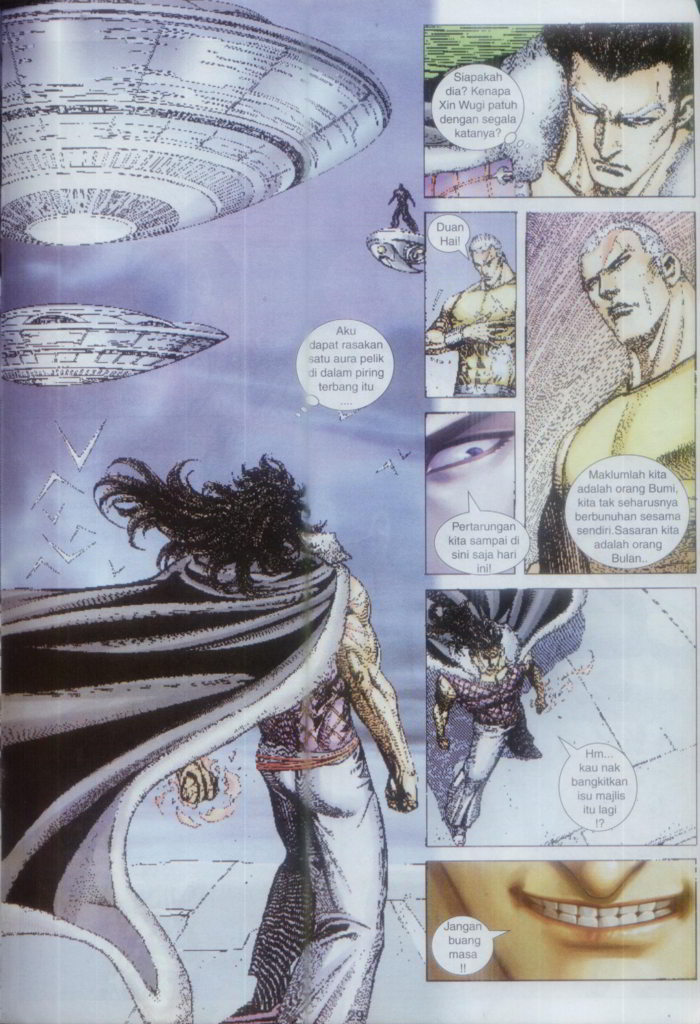 Aku
dapat rasakan
satu aura pelik
di dalam piring
terbang itu
....
Siapakah
dia? Kenapa
Xin Wugi patuh
dengan segala
katanya?
Duan
Hai!
Maklumlah kita
adalah orang Bumi,
kita tak seharusnya
berbunuhan sesama
sendiri.Sasaran kita
adalah orang
Bulan..
Pertarungan
kita sampai di
sini saja hari
ini!
Hm...
kau nak
bangkitkan
isu majlis
itu lagi
!?
Jangan
buang
masa
!!
29